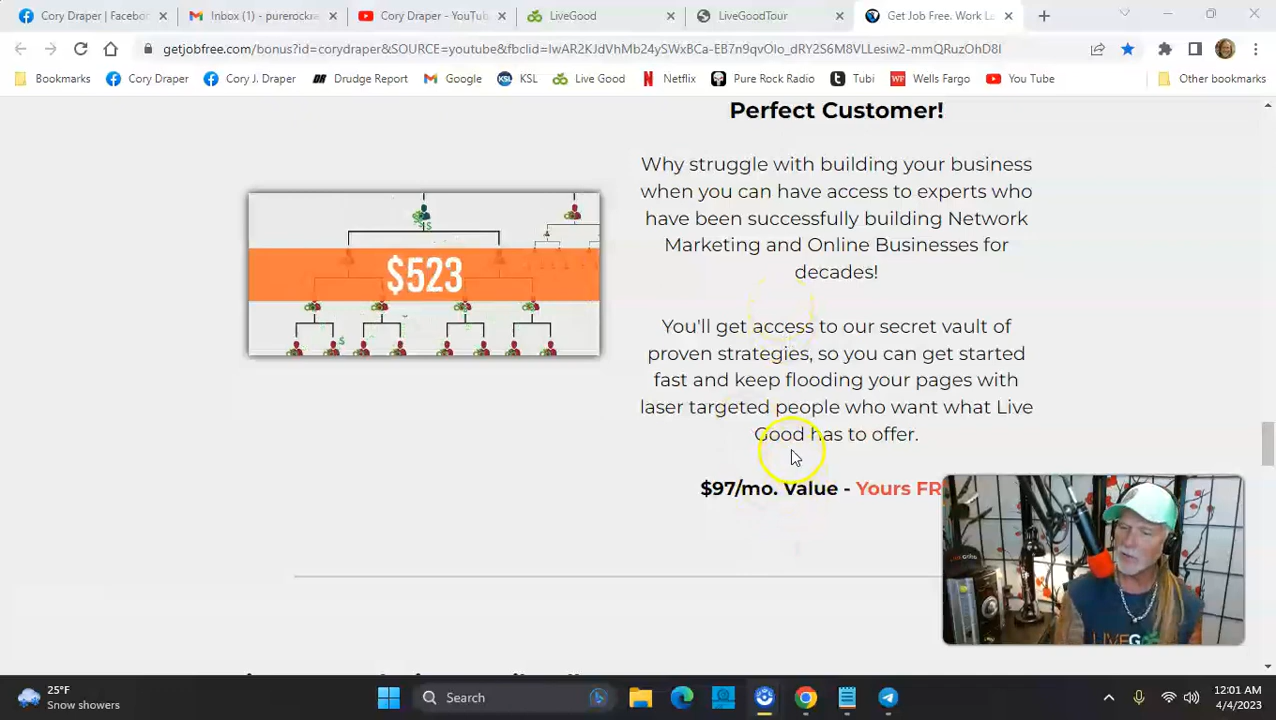 Cory Draper | Faceboo
Inbox (1) - purerockra
Cory Draper - YouTub
LiveGood
LiveGoodTour
Get Job Free. Work Le
getjobfree.com/bonus?id=corydraper&SOURCE=youtube&fbclid=IwAR2KJdVhMb24ySWxBCa-EB7n9qvOIo_dRY2S6M8VLLesiw2-mmQRuzOhD8I
Bookmarks
Cory Draper
Cory J. Draper
Drudge Report
Google
KSL
Live Good
Netflix
Pure Rock Radio
Tubi
Wells Fargo
You Tube
Other bookmarks
Perfect Customer!
Why struggle with building your business
when you can have access to experts who
have been successfully building Network
Marketing and Online Businesses for
decades!
$523
You'll get access to our secret vault of
proven strategies, so you can get started
fast and keep flooding your pages with
laser targeted people who want what Live
Good has to offer.
$97/mo. Value - Yours FR
25°F
Snow showers
Search
12:01 AM
4/4/2023